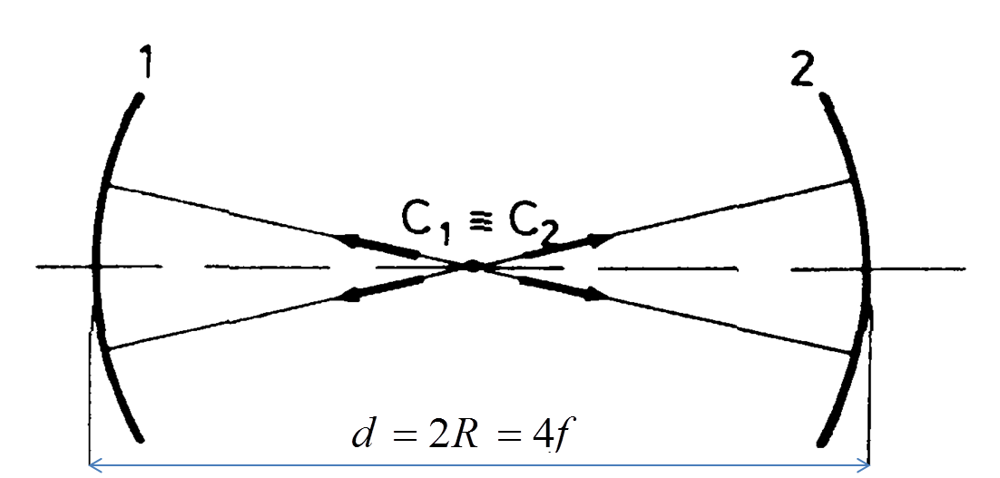 1
2
C₁ ≡ C₂
d = 2R = 4f